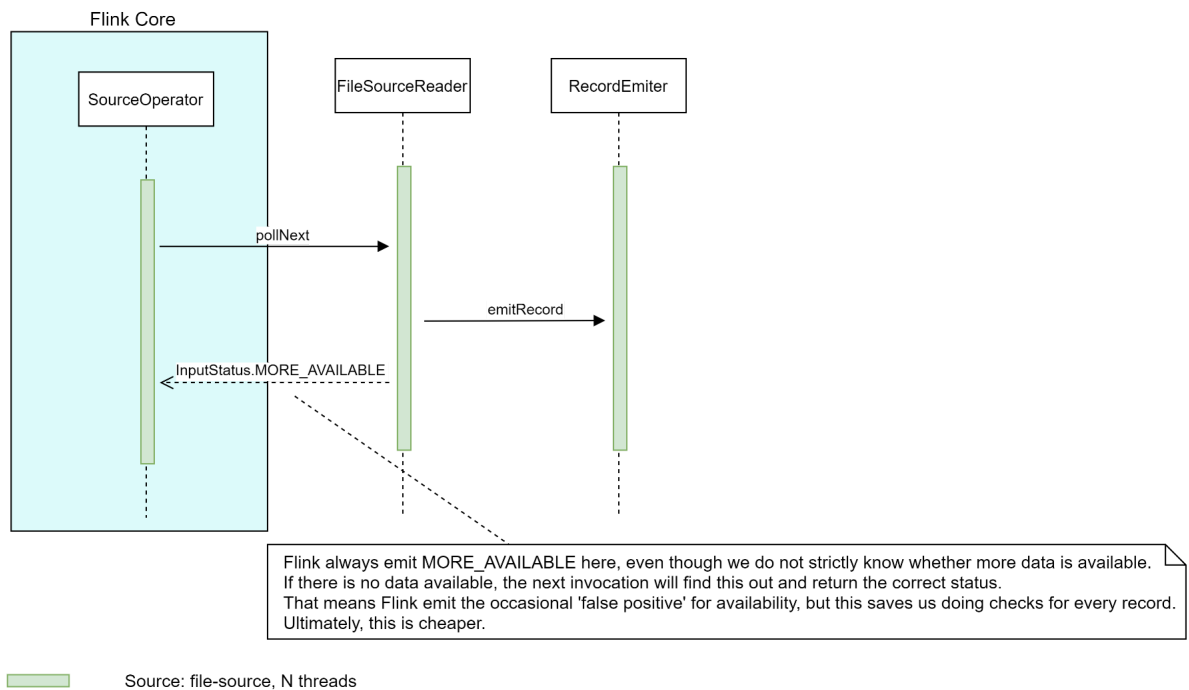 Flink Core
SourceOperator
FileSourceReader
RecordEmiter
pollNext
emitRecord
InputStatus.MORE_AVAILABLE
Flink always emit MORE_AVAILABLE here, even though we do not strictly know whether more data is available.
If there is no data available, the next invocation will find this out and return the correct status.
That means Flink emit the occasional 'false positive' for availability, but this saves us doing checks for every record.
Ultimately, this is cheaper.
Source: file-source, N threads